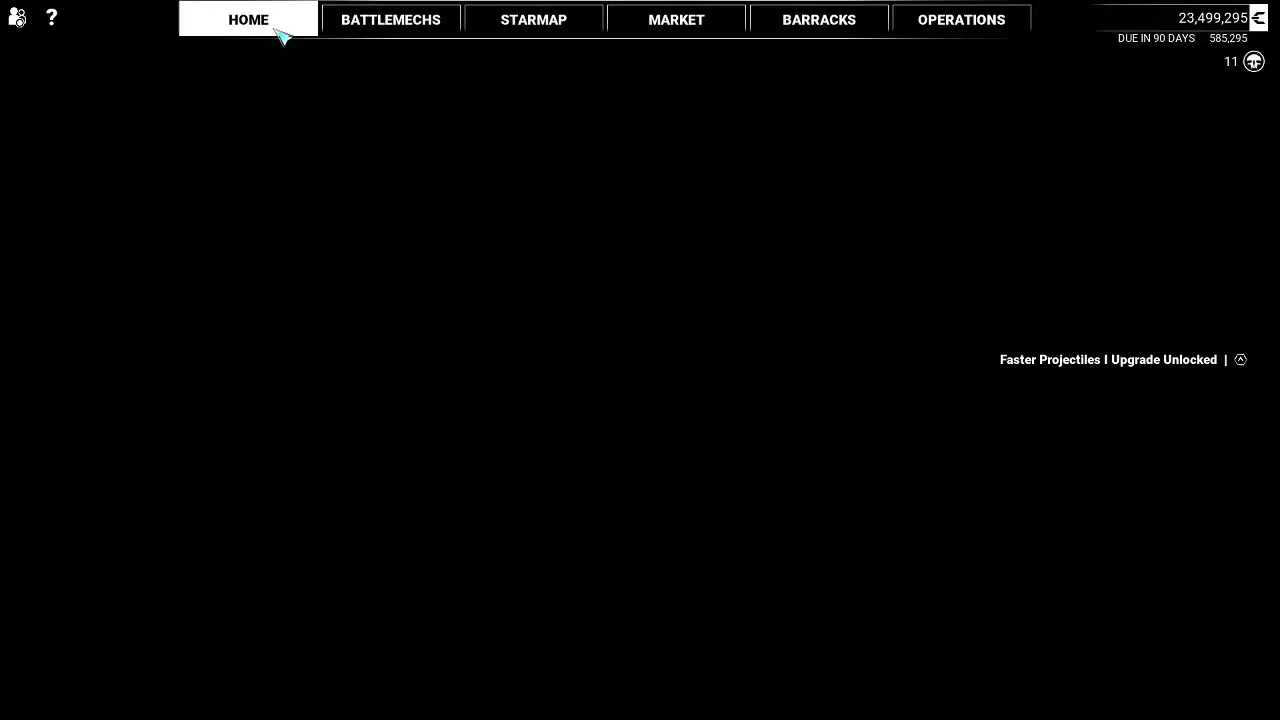 ?
HOME
BATTLEMECHS
STARMAP
MARKET
BARRACKS
OPERATIONS
23,499,295
DUE IN 90 DAYS 585,295
11
Faster Projectiles I Upgrade Unlocked |